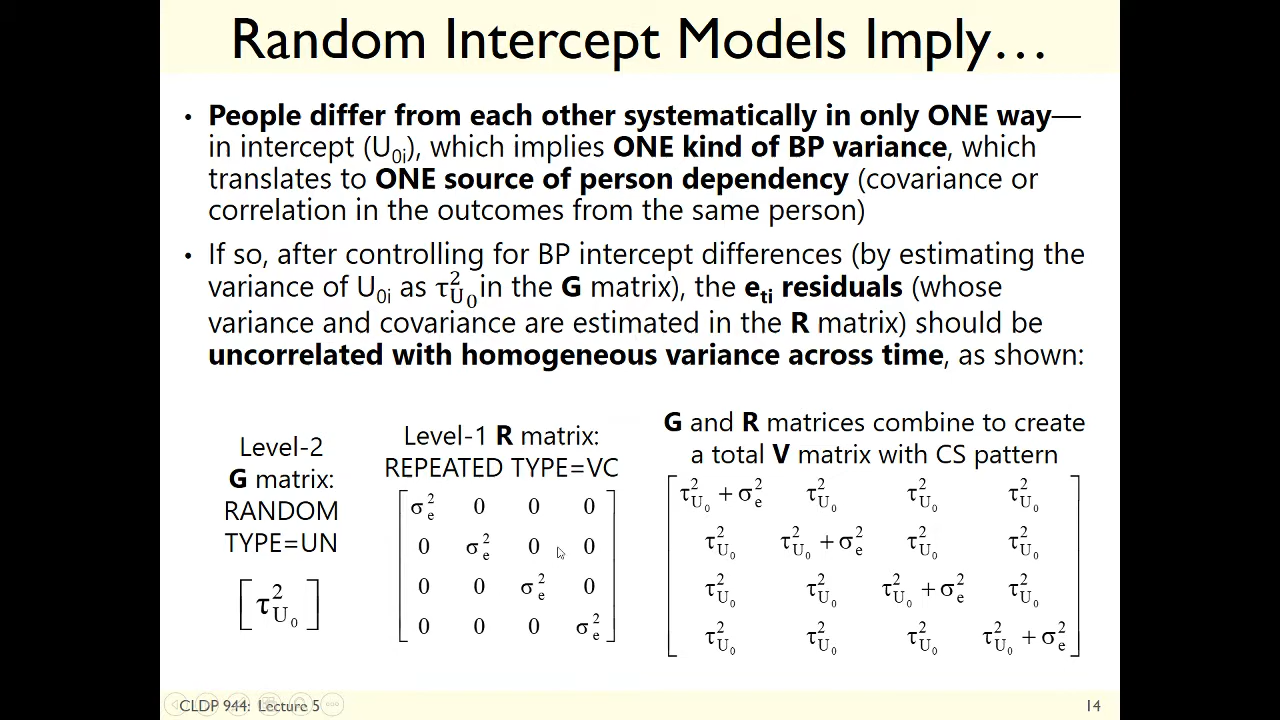 Random Intercept Models Imply…
• People differ from each other systematically in only ONE way—
in intercept (U₀ᵢ), which implies ONE kind of BP variance, which
translates to ONE source of person dependency (covariance or
correlation in the outcomes from the same person)
• If so, after controlling for BP intercept differences (by estimating the
variance of U₀ᵢ as τ²U₀ in the G matrix), the eₜᵢ residuals (whose
variance and covariance are estimated in the R matrix) should be
uncorrelated with homogeneous variance across time, as shown:
Level-2
G matrix:
RANDOM
TYPE=UN
[τ²U₀]
Level-1 R matrix:
REPEATED TYPE=VC
σ²e 0 0 0
0 σ²e 0 0
0 0 σ²e 0
0 0 0 σ²e
G and R matrices combine to create
a total V matrix with CS pattern
τ²U₀ + σ²e τ²U₀ τ²U₀ τ²U₀
τ²U₀ τ²U₀ + σ²e τ²U₀ τ²U₀
τ²U₀ τ²U₀ τ²U₀ + σ²e τ²U₀
τ²U₀ τ²U₀ τ²U₀ τ²U₀ + σ²e
CLDP 944: Lecture 5
14